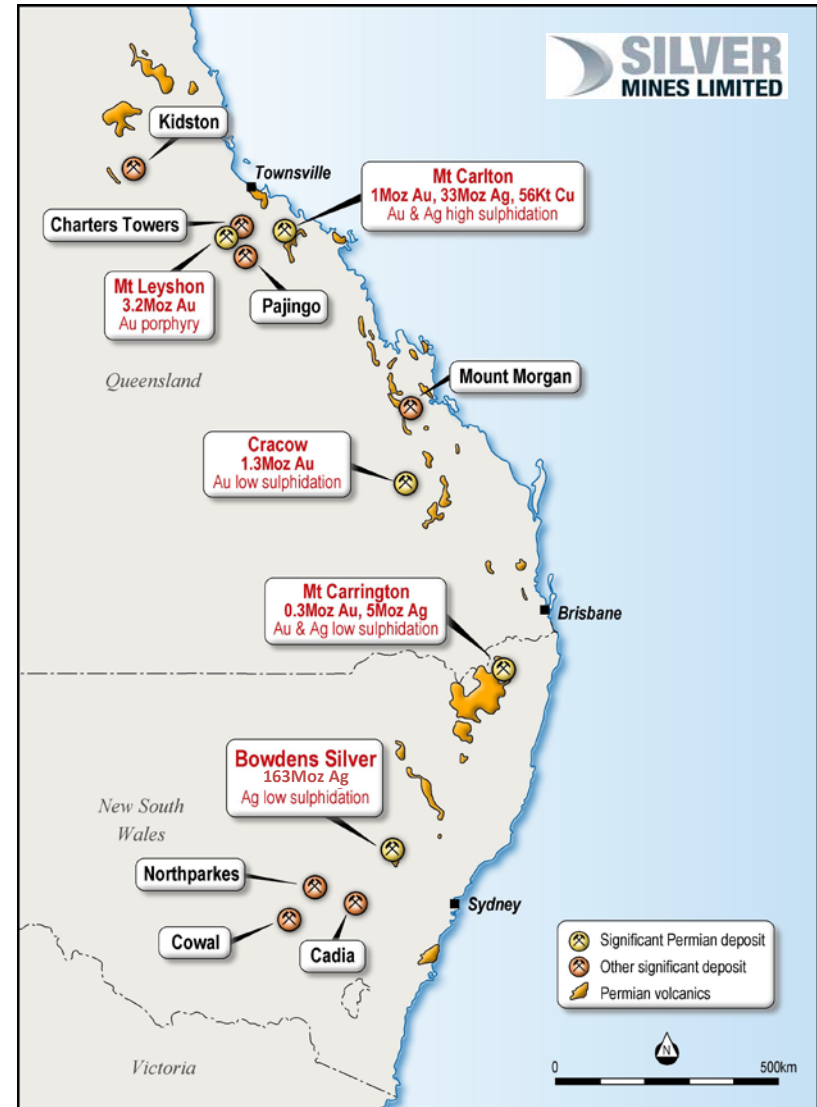 SILVER
MINES LIMITED
Kidston
Townsville
Mt Carlton
1Moz Au, 33Moz Ag, 56Kt Cu
Au & Ag high sulphidation
Charters Towers
Mt Leyshon
3.2Moz Au
Au porphyry
Pajingo
Queensland
Mount Morgan
Cracow
1.3Moz Au
Au low sulphidation
Mt Carrington
0.3Moz Au, 5Moz Ag
Au & Ag low sulphidation
Brisbane
Bowdens Silver
163Moz Ag
Ag low sulphidation
New South
Wales
Northparkes
Cowal
Cadia
Sydney
Significant Permian deposit
Other significant deposit
Permian volcanics
N
0 500km
Victoria